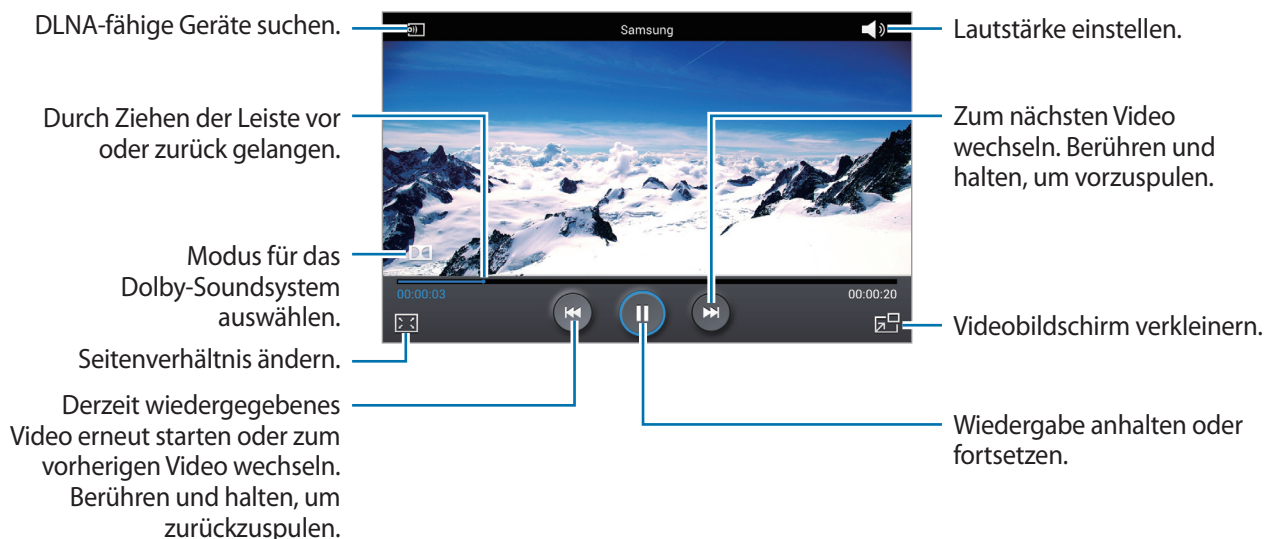 DLNA-fähige Geräte suchen.
Samsung
Lautstärke einstellen.
Durch Ziehen der Leiste vor
oder zurück gelangen.
Zum nächsten Video
wechseln. Berühren und
halten, um vorzuspulen.
Modus für das
Dolby-Soundsystem
auswählen.
00:00:03
00:00:20
Seitenverhältnis ändern.
Videobildschirm verkleinern.
Derzeit wiedergegebenes
Video erneut starten oder zum
vorherigen Video wechseln.
Berühren und halten, um
zurückzuspulen.
Wiedergabe anhalten oder
fortsetzen.